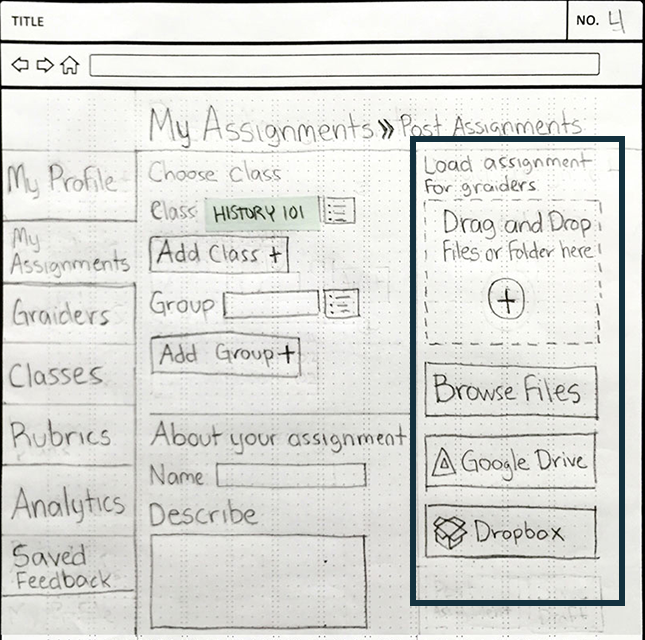 TITLE
NO. 4
My Assignments » Post Assignments
My Profile
My
Assignments
Graiders
Classes
Rubrics
Analytics
Saved
Feedback
Choose Class
Class HISTORY 101
Add Class +
Group
Add Group +
About your assignment
Name
Describe
Load assignment
for graiders
Drag and Drop
Files or Folder here
+
Browse Files
Google Drive
Dropbox